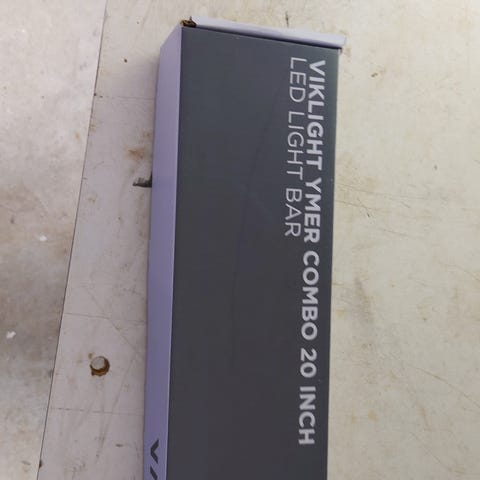 VIKLIGHT YMER COMBO 20 INCH
LED LIGHT BAR